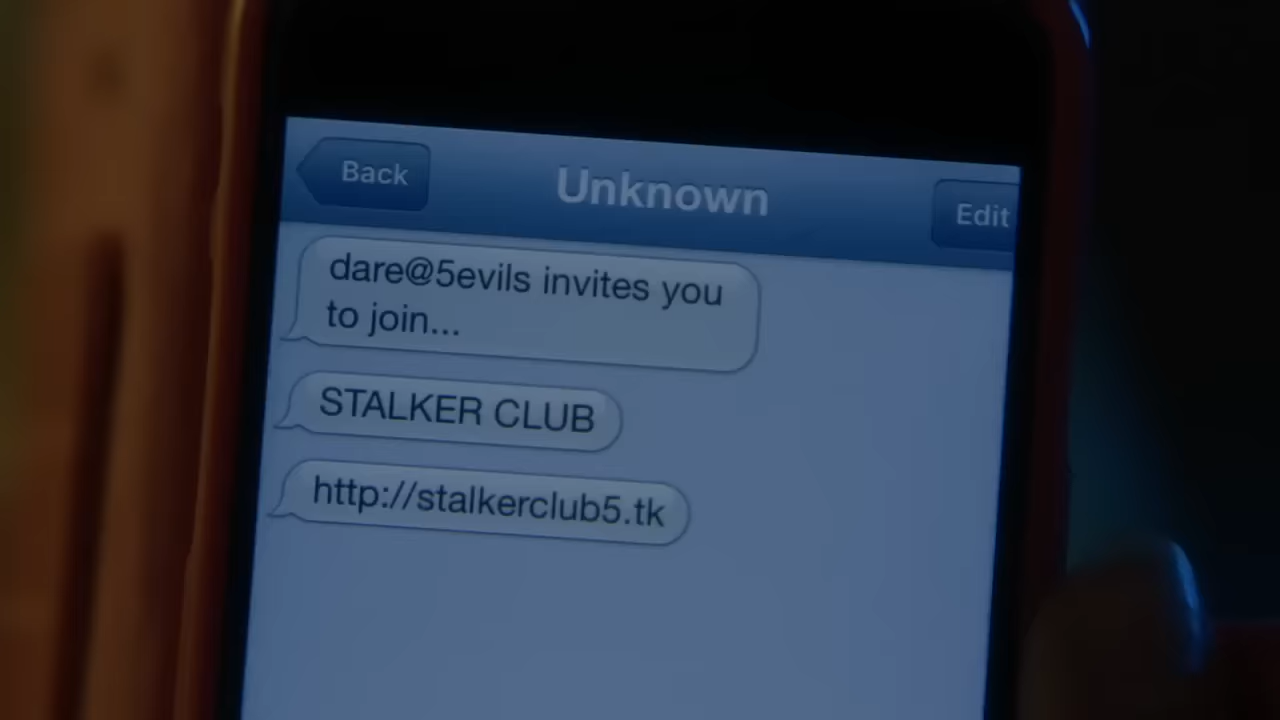 Back
Unknown
Edit
dare@5evils invites you
to join...
STALKER CLUB
http://stalkerclub5.tk